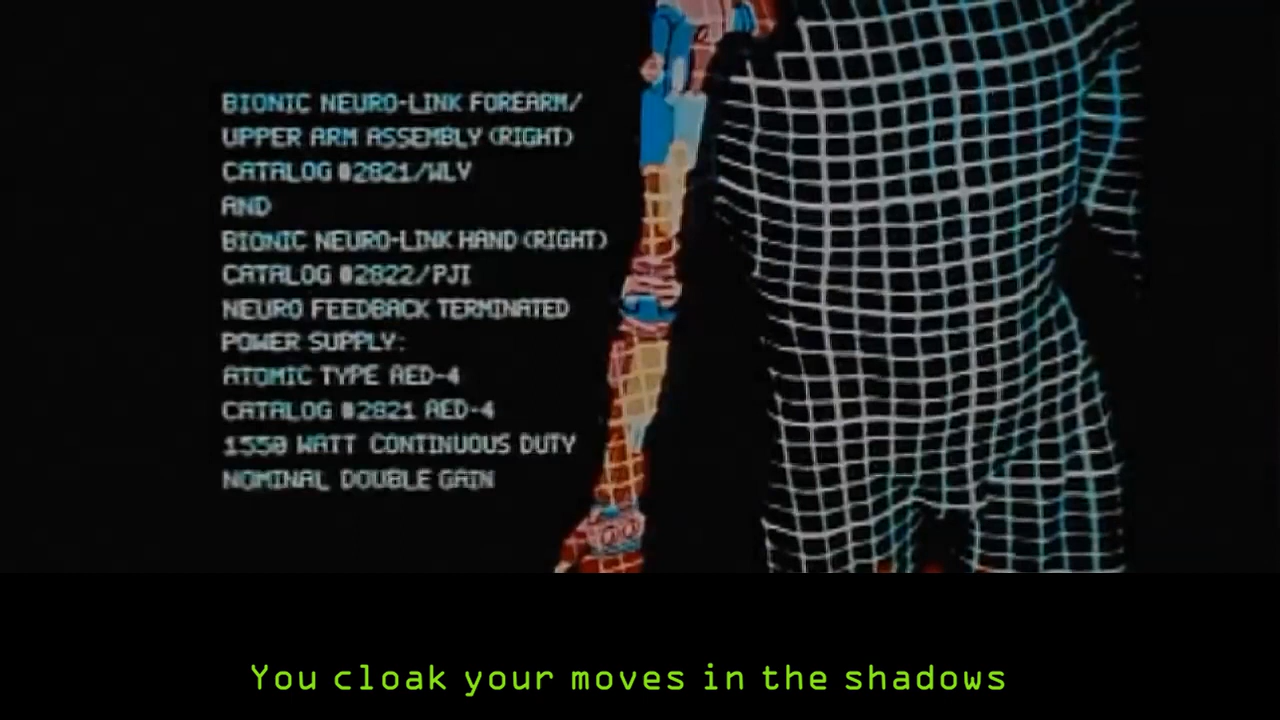 BIONIC NEURO-LINK FOREARM/
UPPER ARM ASSEMBLY (RIGHT)
CATALOG #2821/WLV
AND
BIONIC NEURO-LINK HAND (RIGHT)
CATALOG #2822/PJI
NEURO FEEDBACK TERMINATED
POWER SUPPLY:
ATOMIC TYPE AED-4
CATALOG #2821 AED-4
1550 WATT CONTINUOUS DUTY
NOMINAL DOUBLE GAIN
You cloak your moves in the shadows